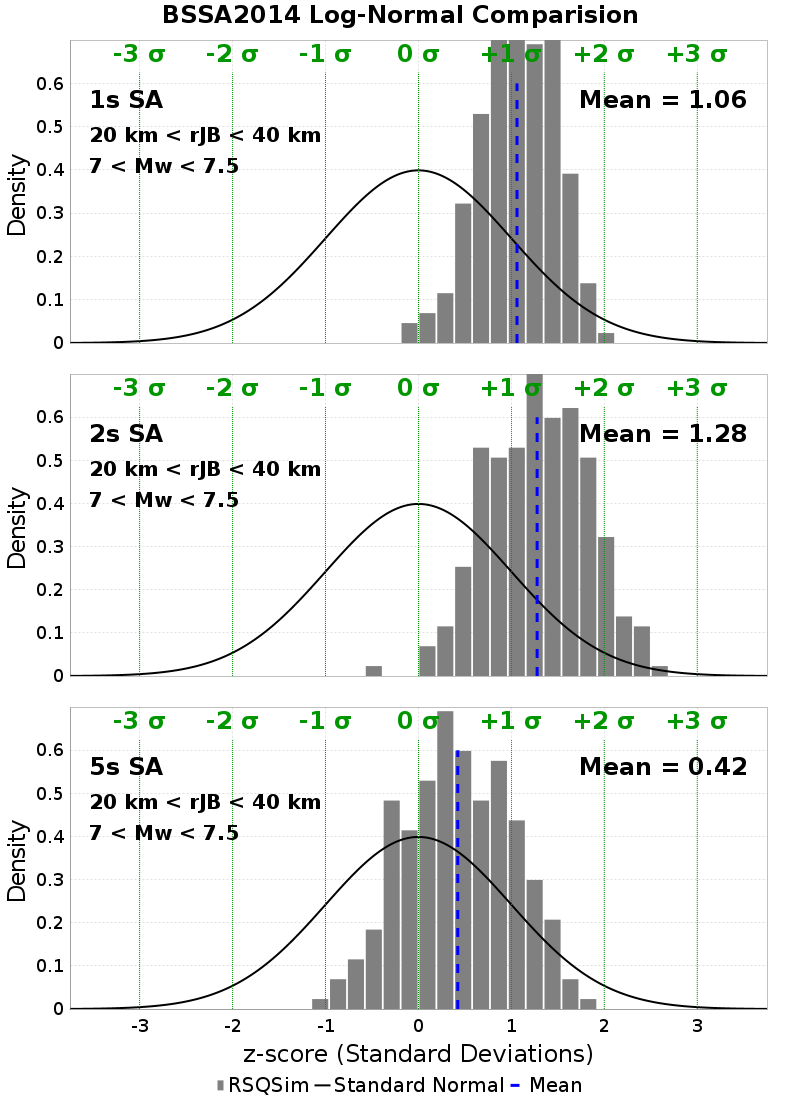 BSSA2014 Log-Normal Comparision
-3 σ -2 σ -1 σ 0 σ +1 σ +2 σ +3 σ
1s SA Mean = 1.06
20 km < rJB < 40 km
7 < Mw < 7.5
Density
0.6
0.5
0.4
0.3
0.2
0.1
0
-3 σ -2 σ -1 σ 0 σ +1 σ +2 σ +3 σ
2s SA Mean = 1.28
20 km < rJB < 40 km
7 < Mw < 7.5
Density
0.6
0.5
0.4
0.3
0.2
0.1
0
-3 σ -2 σ -1 σ 0 σ +1 σ +2 σ +3 σ
5s SA Mean = 0.42
20 km < rJB < 40 km
7 < Mw < 7.5
Density
0.6
0.5
0.4
0.3
0.2
0.1
0
-3 -2 -1 0 1 2 3
z-score (Standard Deviations)
RSQSim Standard Normal Mean